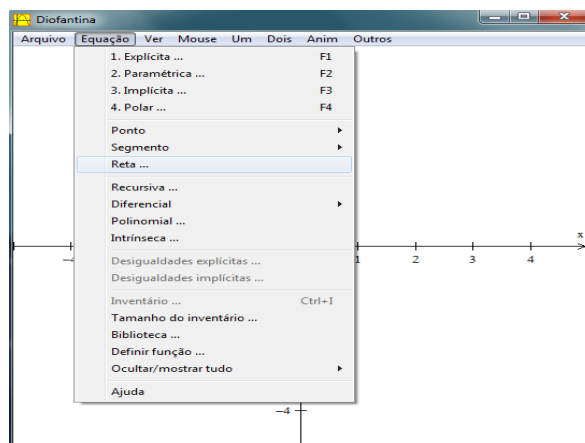 Diofantina
Arquivo Equação Ver Mouse Um Dois Anim Outros
1. Explícita ... F1
2. Paramétrica ... F2
3. Implícita ... F3
4. Polar ... F4
Ponto
Segmento
Reta ...
Recursiva ...
Diferencial
Polinomial ...
Intrínseca ...
x
1 2 3 4
Desigualdades explícitas ...
Desigualdades implícitas ...
Inventário ... Ctrl+I
Tamanho do inventário ...
Biblioteca ...
Definir função ...
Ocultar/mostrar tudo
Ajuda
-4